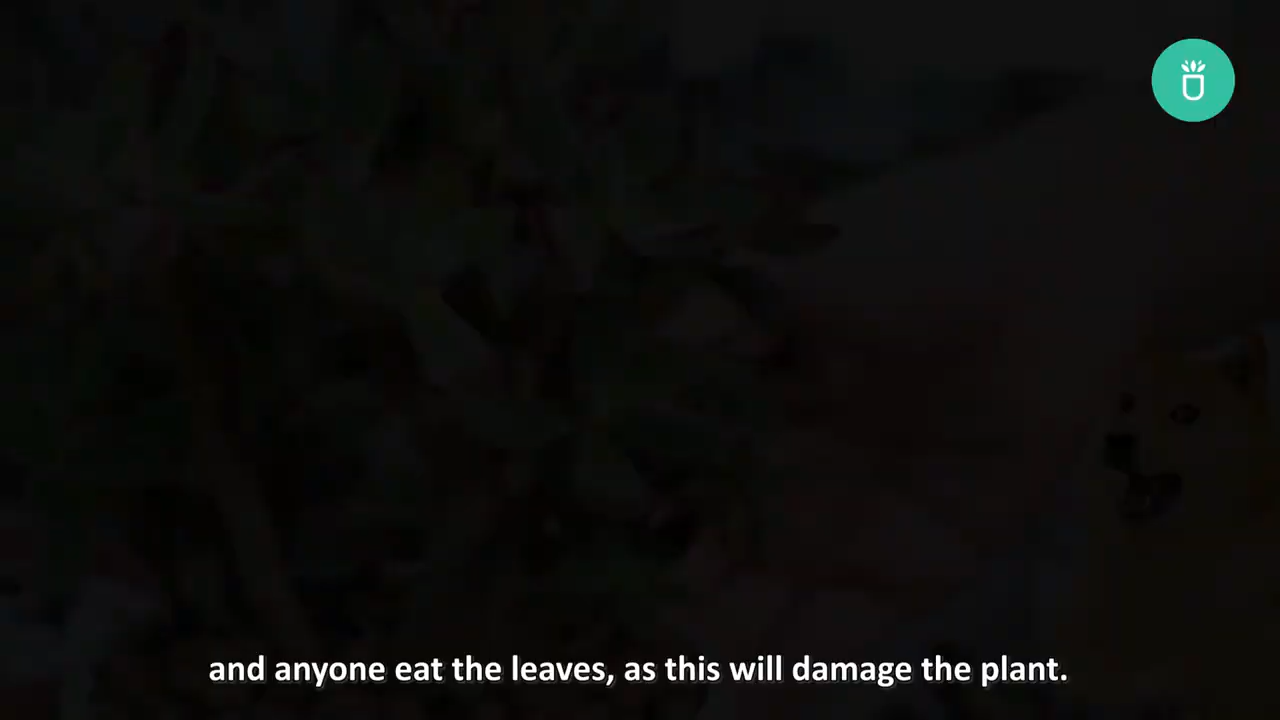 and anyone eat the leaves, as this will damage the plant.